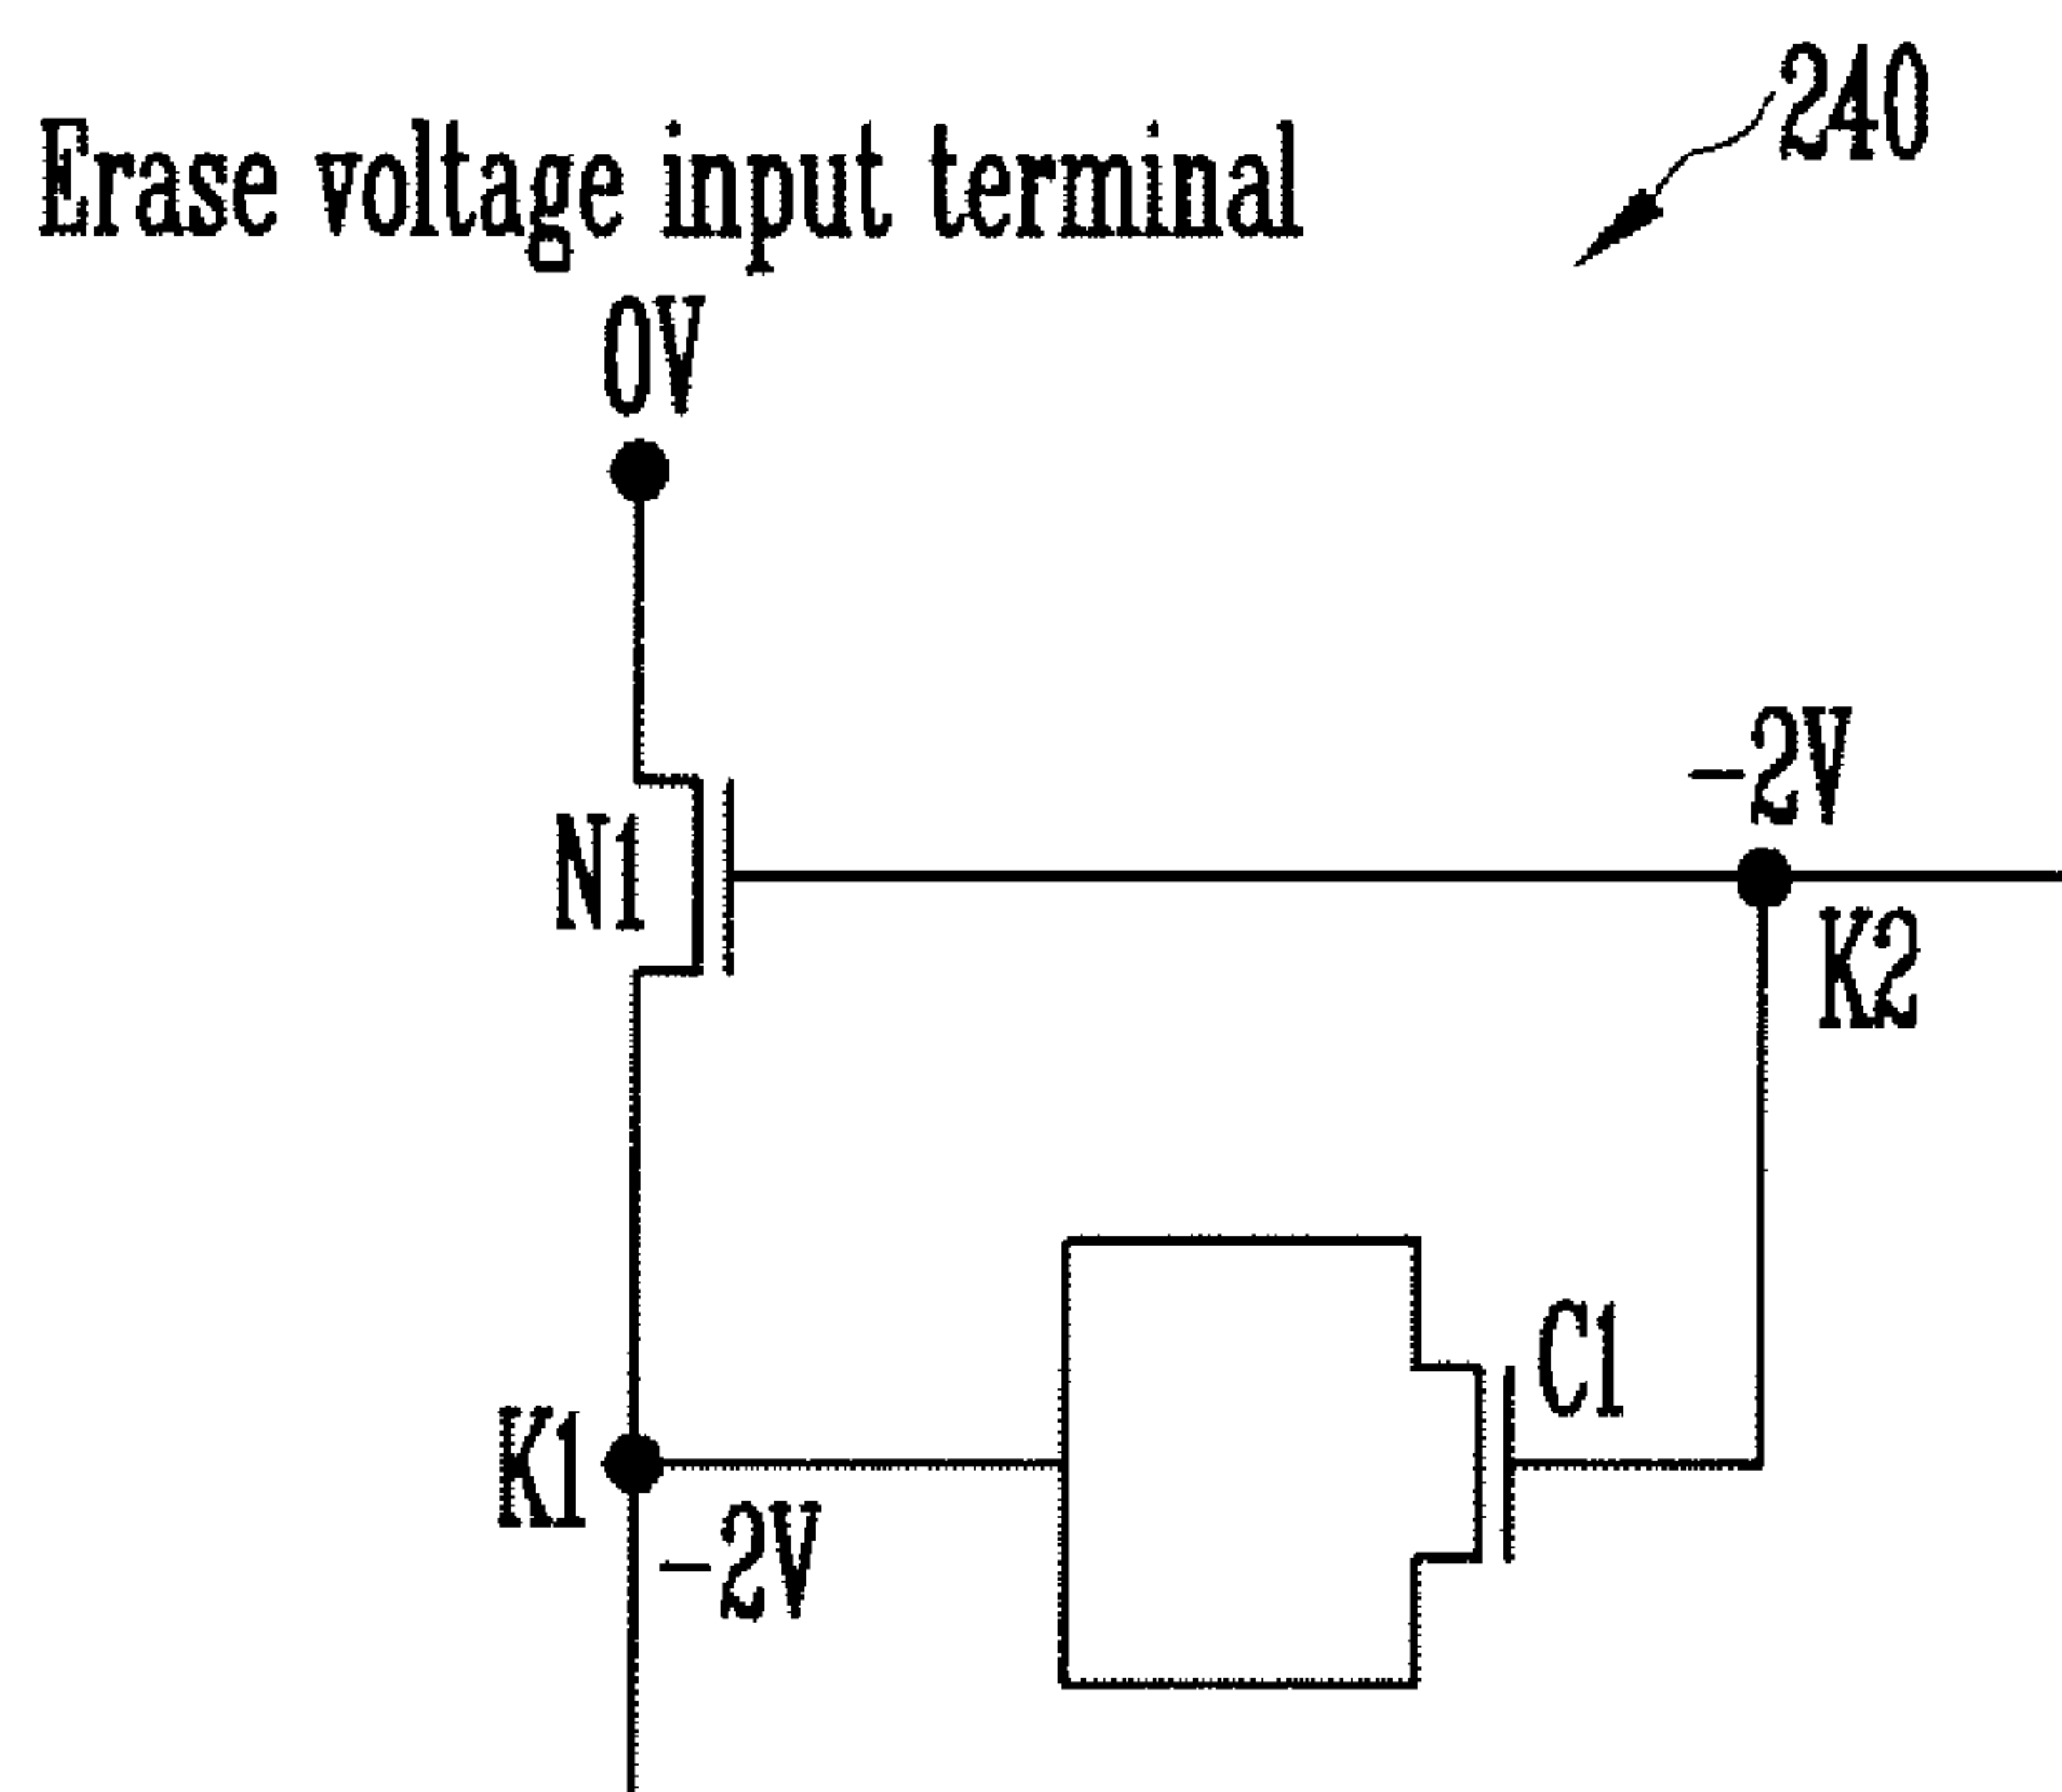 240
Erase voltage input terminal
0V
-2V
N1
K2
C1
K1
-2V